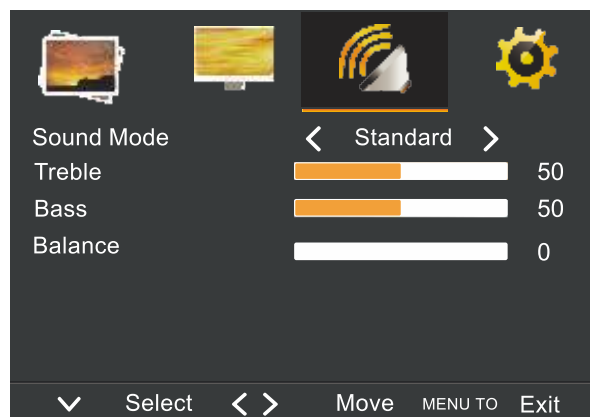 Sound Mode Standard
Treble 50
Bass 50
Balance 0
Select Move MENU TO Exit